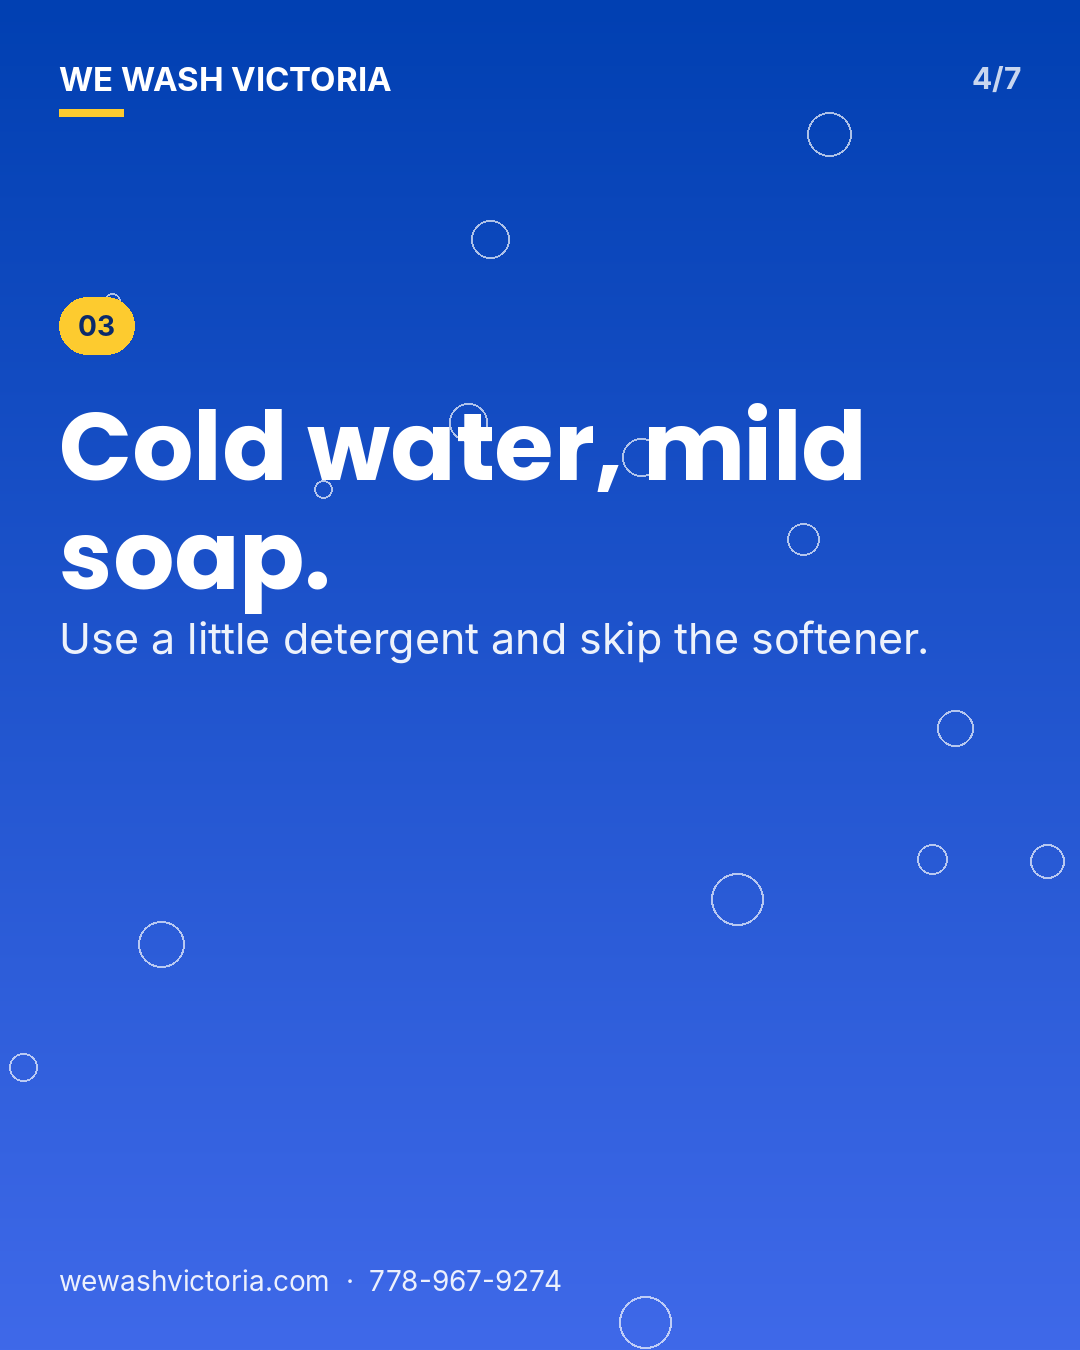 WE WASH VICTORIA
4/7
03
Cold water, mild
soap.
Use a little detergent and skip the softener.
wewashvictoria.com · 778-967-9274